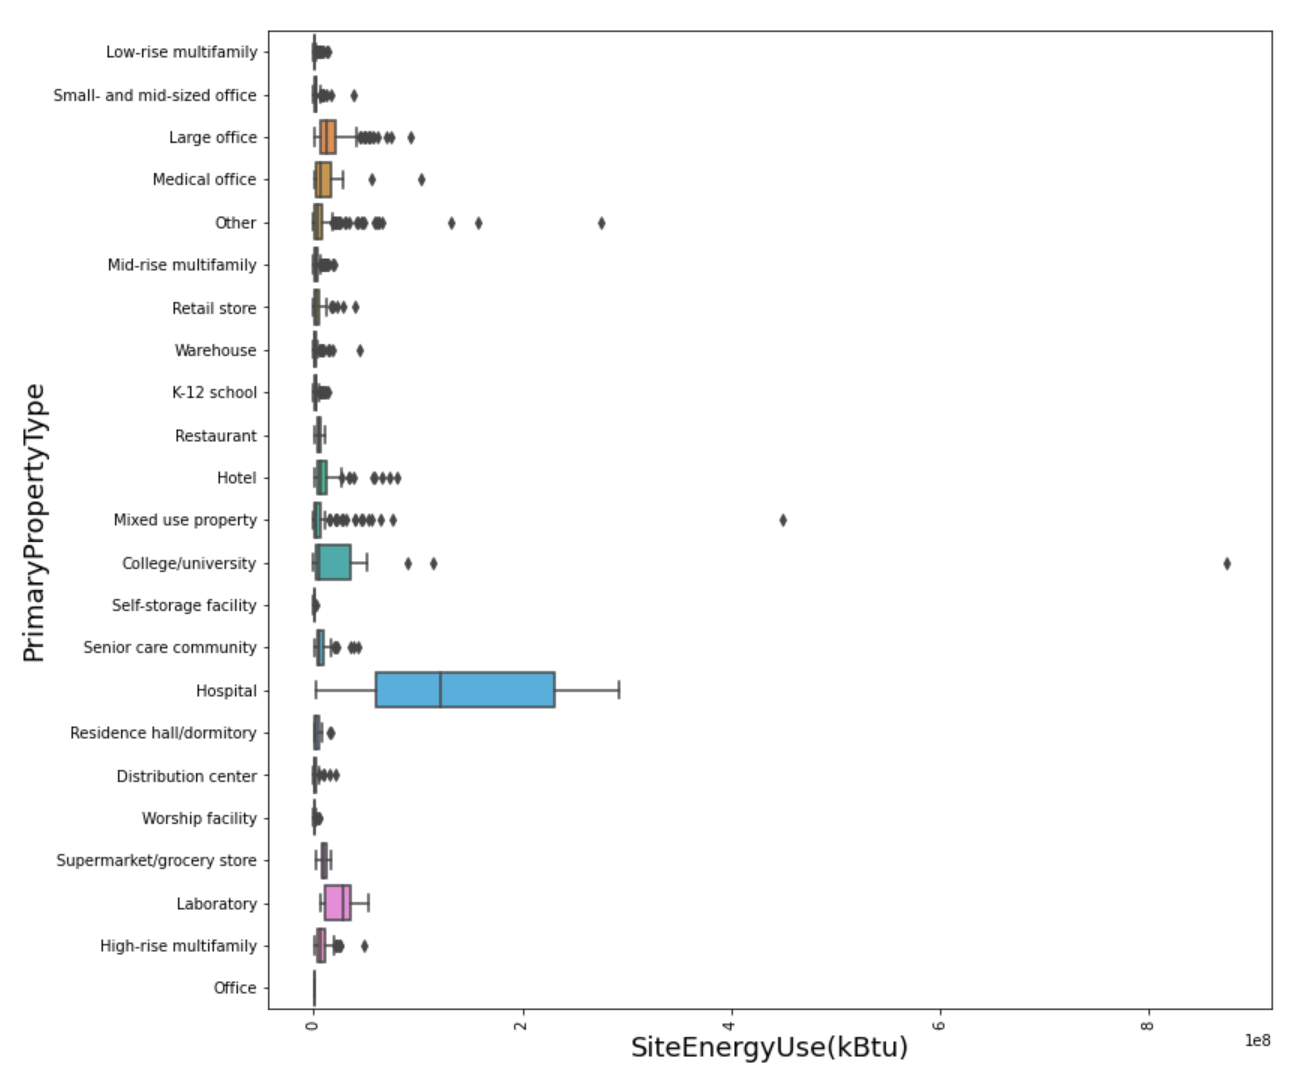 Low-rise multifamily
Small- and mid-sized office
Large office
Medical office
Other
Mid-rise multifamily
Retail store
Warehouse
K-12 school
Restaurant
Hotel
Mixed use property
College/university
Self-storage facility
Senior care community
Hospital
Residence hall/dormitory
Distribution center
Worship facility
Supermarket/grocery store
Laboratory
High-rise multifamily
Office
PrimaryPropertyType
0 2 4 6 8
1e8
SiteEnergyUse(kBtu)